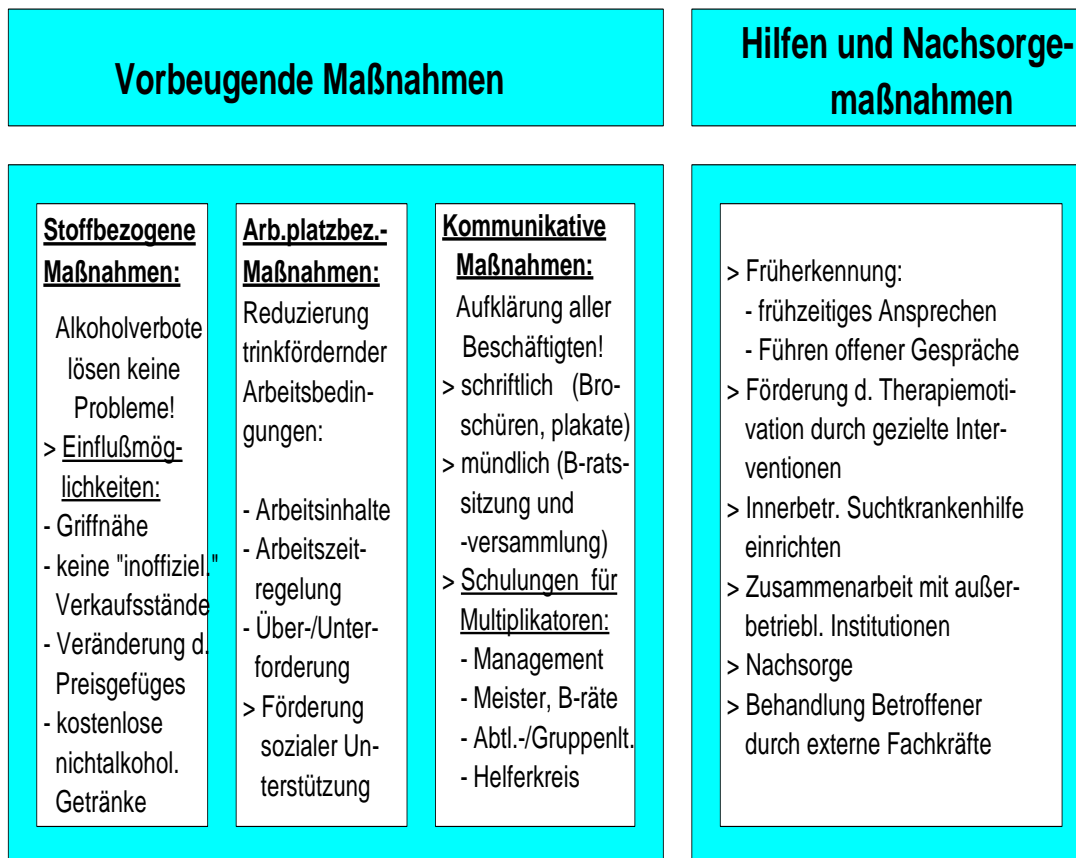 Vorbeugende Maßnahmen
Hilfen und Nachsorge-
maßnahmen
Stoffbezogene
Maßnahmen:
Alkoholverbote
lösen keine
Probleme!
> Einflußmög-
lichkeiten:
- Griffnähe
- keine "inoffiziel."
Verkaufsstände
- Veränderung d.
Preisgefüges
- kostenlose
nichtalkohol.
Getränke
Arb.platzbez.-
Maßnahmen:
Reduzierung
trinkfördernder
Arbeitsbedin-
gungen:
- Arbeitsinhalte
- Arbeitszeit-
regelung
- Über-/Unter-
forderung
> Förderung
sozialer Un-
terstützung
Kommunikative
Maßnahmen:
Aufklärung aller
Beschäftigten!
> schriftlich (Bro-
schüren, plakate)
> mündlich (B-rats-
sitzung und
-versammlung)
> Schulungen für
Multiplikatoren:
- Management
- Meister, B-räte
- Abtl.-/Gruppenlt.
- Helferkreis
> Früherkennung:
- frühzeitiges Ansprechen
- Führen offener Gespräche
> Förderung d. Therapiemoti-
vation durch gezielte Inter-
ventionen
> Innerbetr. Suchtkrankenhilfe
einrichten
> Zusammenarbeit mit außer-
betriebl. Institutionen
> Nachsorge
> Behandlung Betroffener
durch externe Fachkräfte